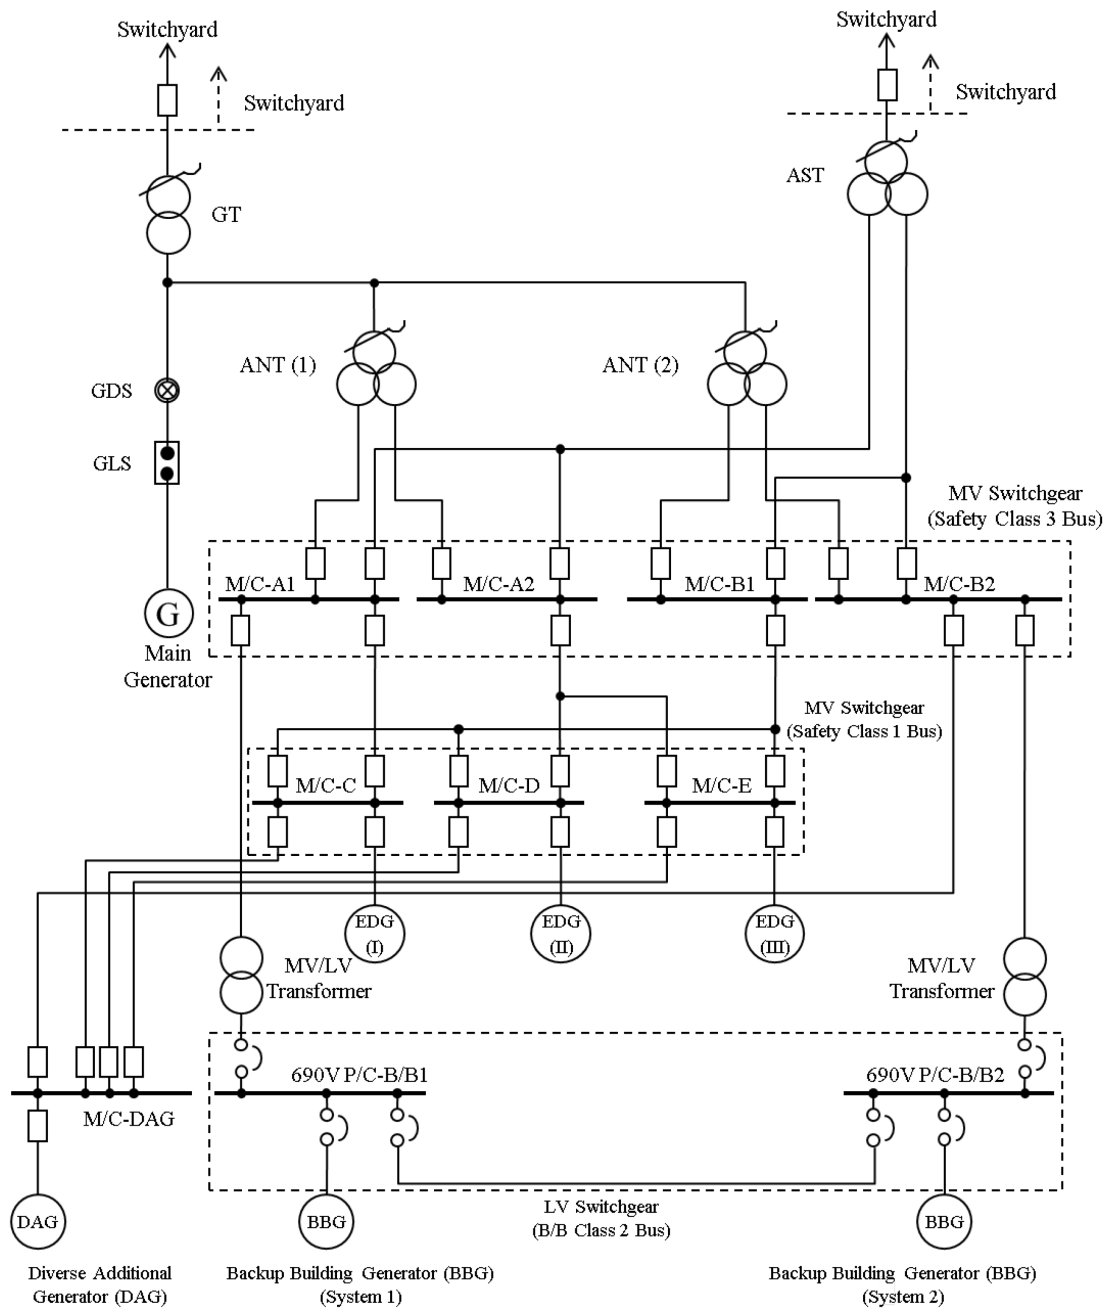 Switchyard
Switchyard
Switchyard
Switchyard
AST
GT
ANT (1)
ANT (2)
GDS
GLS
MV Switchgear
(Safety Class 3 Bus)
M/C-A1
M/C-A2
M/C-B1
M/C-B2
G
Main
Generator
MV Switchgear
(Safety Class 1 Bus)
M/C-C
M/C-D
M/C-E
EDG
(I)
EDG
(II)
EDG
(III)
MV/LV
Transformer
MV/LV
Transformer
690V P/C-B/B1
690V P/C-B/B2
M/C-DAG
DAG
BBG
BBG
LV Switchgear
(B/B Class 2 Bus)
Diverse Additional
Generator (DAG)
Backup Building Generator (BBG)
(System 1)
Backup Building Generator (BBG)
(System 2)